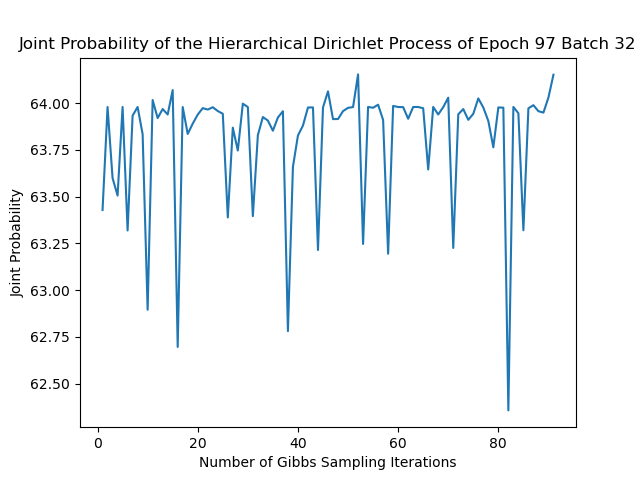 Joint Probability of the Hierarchical Dirichlet Process of Epoch 97 Batch 32
64.00
63.75
63.50
63.25
63.00
62.75
62.50
Joint Probability
0 20 40 60 80
Number of Gibbs Sampling Iterations